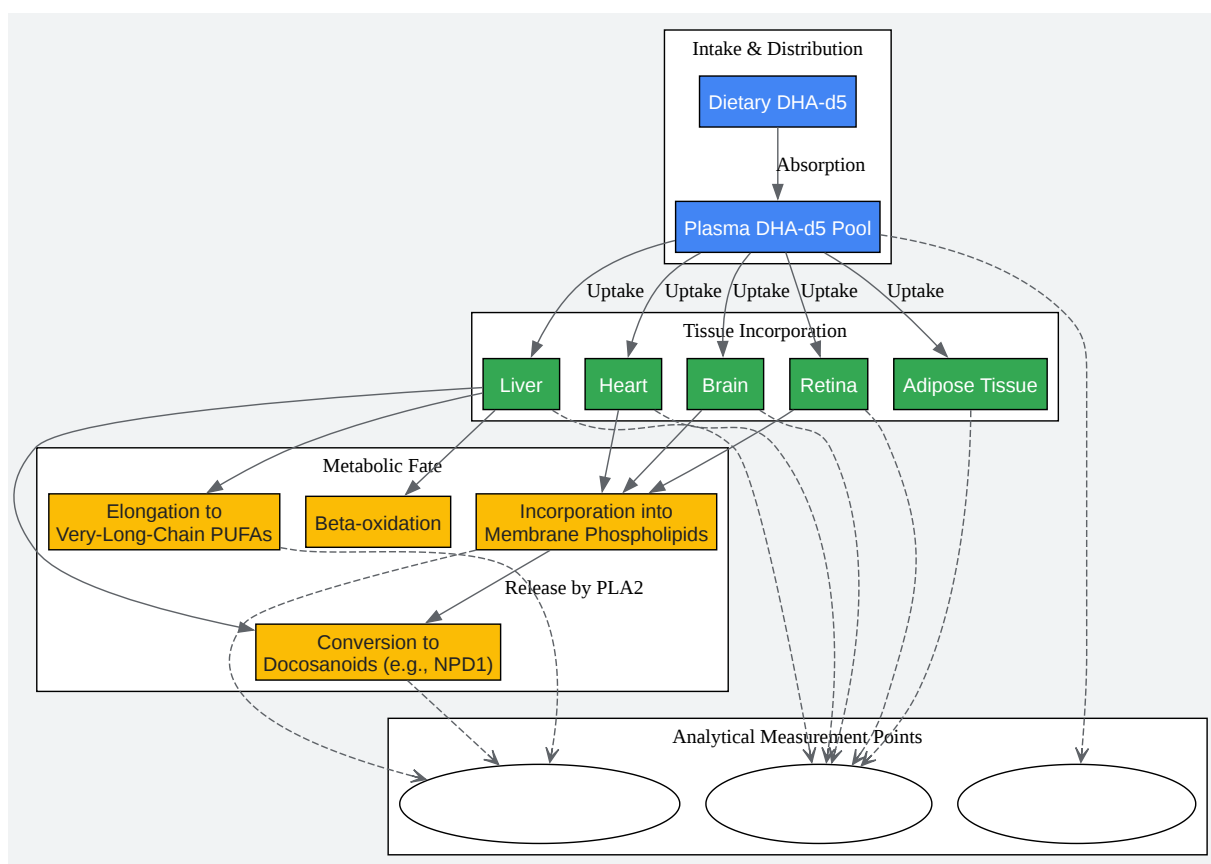 Intake & Distribution
Dietary DHA-d5
Absorption
Plasma DHA-d5 Pool
Uptake
Uptake
Uptake
Uptake
Uptake
Tissue Incorporation
Liver
Heart
Brain
Retina
Adipose Tissue
Metabolic Fate
Elongation to
Very-Long-Chain PUFAs
Beta-oxidation
Incorporation into
Membrane Phospholipids
Release by PLA2
Conversion to
Docosanoids (e.g., NPD1)
Analytical Measurement Points